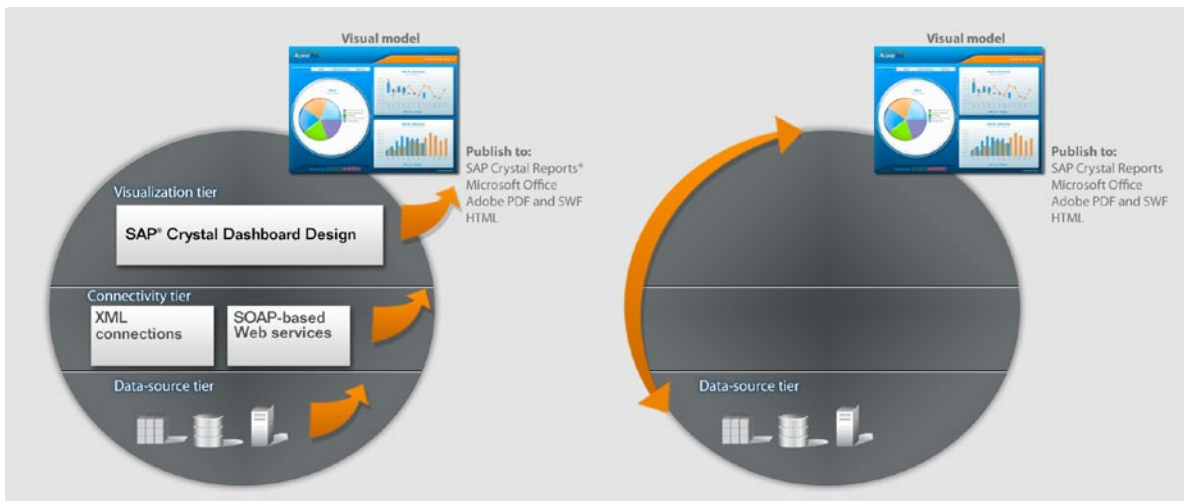 Visual model
Publish to:
SAP Crystal Reports®
Microsoft Office
Adobe PDF and SWF
HTML
Visualization tier
SAP® Crystal Dashboard Design
Connectivity tier
XML
connections
SOAP-based
Web services
Data-source tier
Visual model
Publish to:
SAP Crystal Reports
Microsoft Office
Adobe PDF and SWF
HTML
Data-source tier